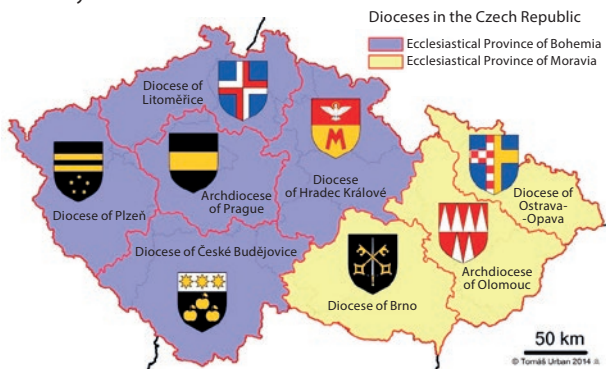 Dioceses in the Czech Republic
Ecclesiastical Province of Bohemia
Ecclesiastical Province of Moravia
Diocese of
Litoměřice
M
Diocese of Plzeň
Archdiocese
of Prague
Diocese
of Hradec Králové
Diocese of
Ostrava-
-Opava
Diocese of České Budějovice
Diocese of Brno
Archdiocese
of Olomouc
50 km
© Tomáš Urban 2014